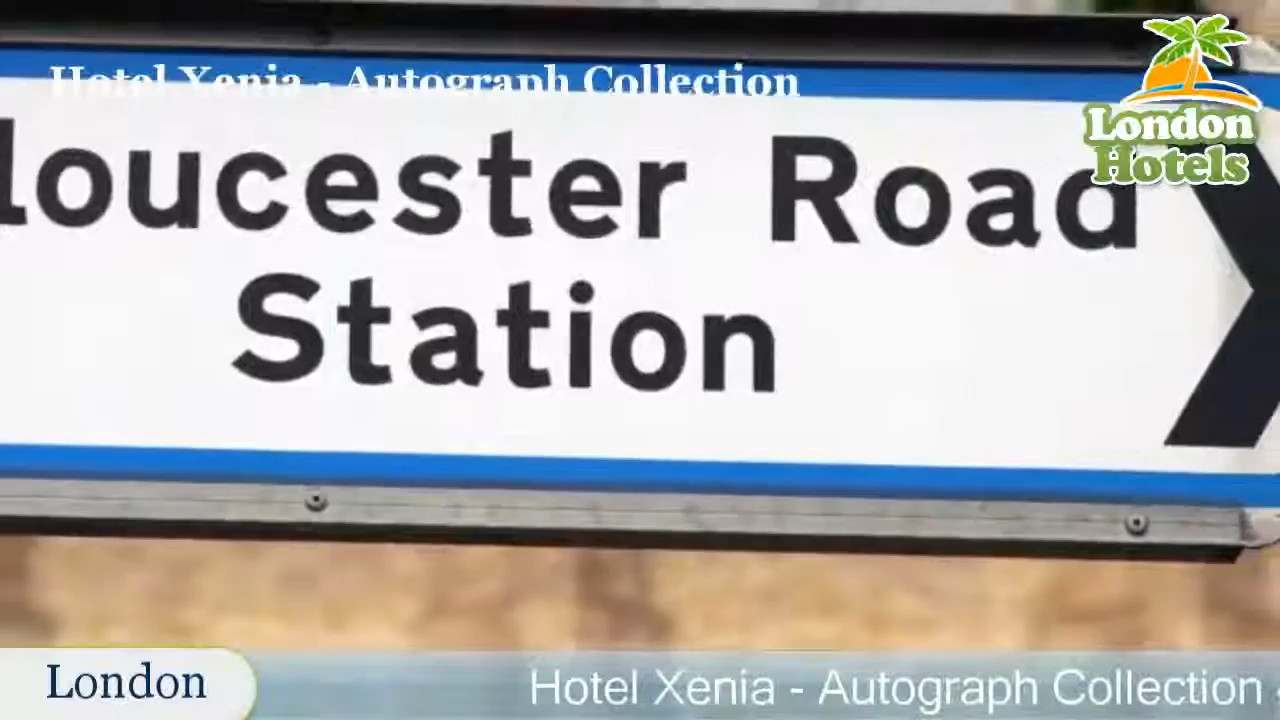 Hotel Xenia - Autograph Collection
London
Hotels
loucester Road
Station
London
Hotel Xenia - Autograph Collection